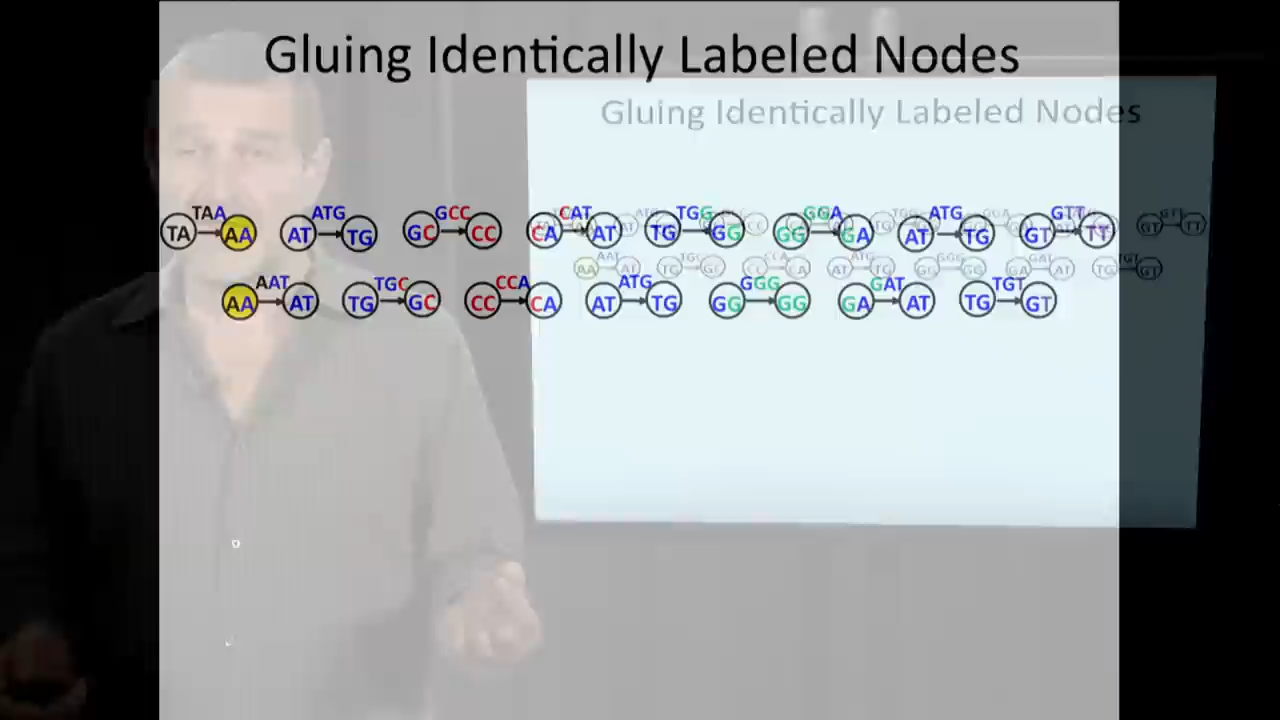 Gluing Identically Labeled Nodes
Gluing Identically Labeled Nodes
TAA ATG GCC CAT TGG GGA ATG GTT
TA AA AT TG GC CC CA AT TG GG GG GA AT TG GT TT
AAT TGC CCA ATG GGG GAT TGT
AA AT TG GC CC CA AT TG GG GG GA AT TG GT